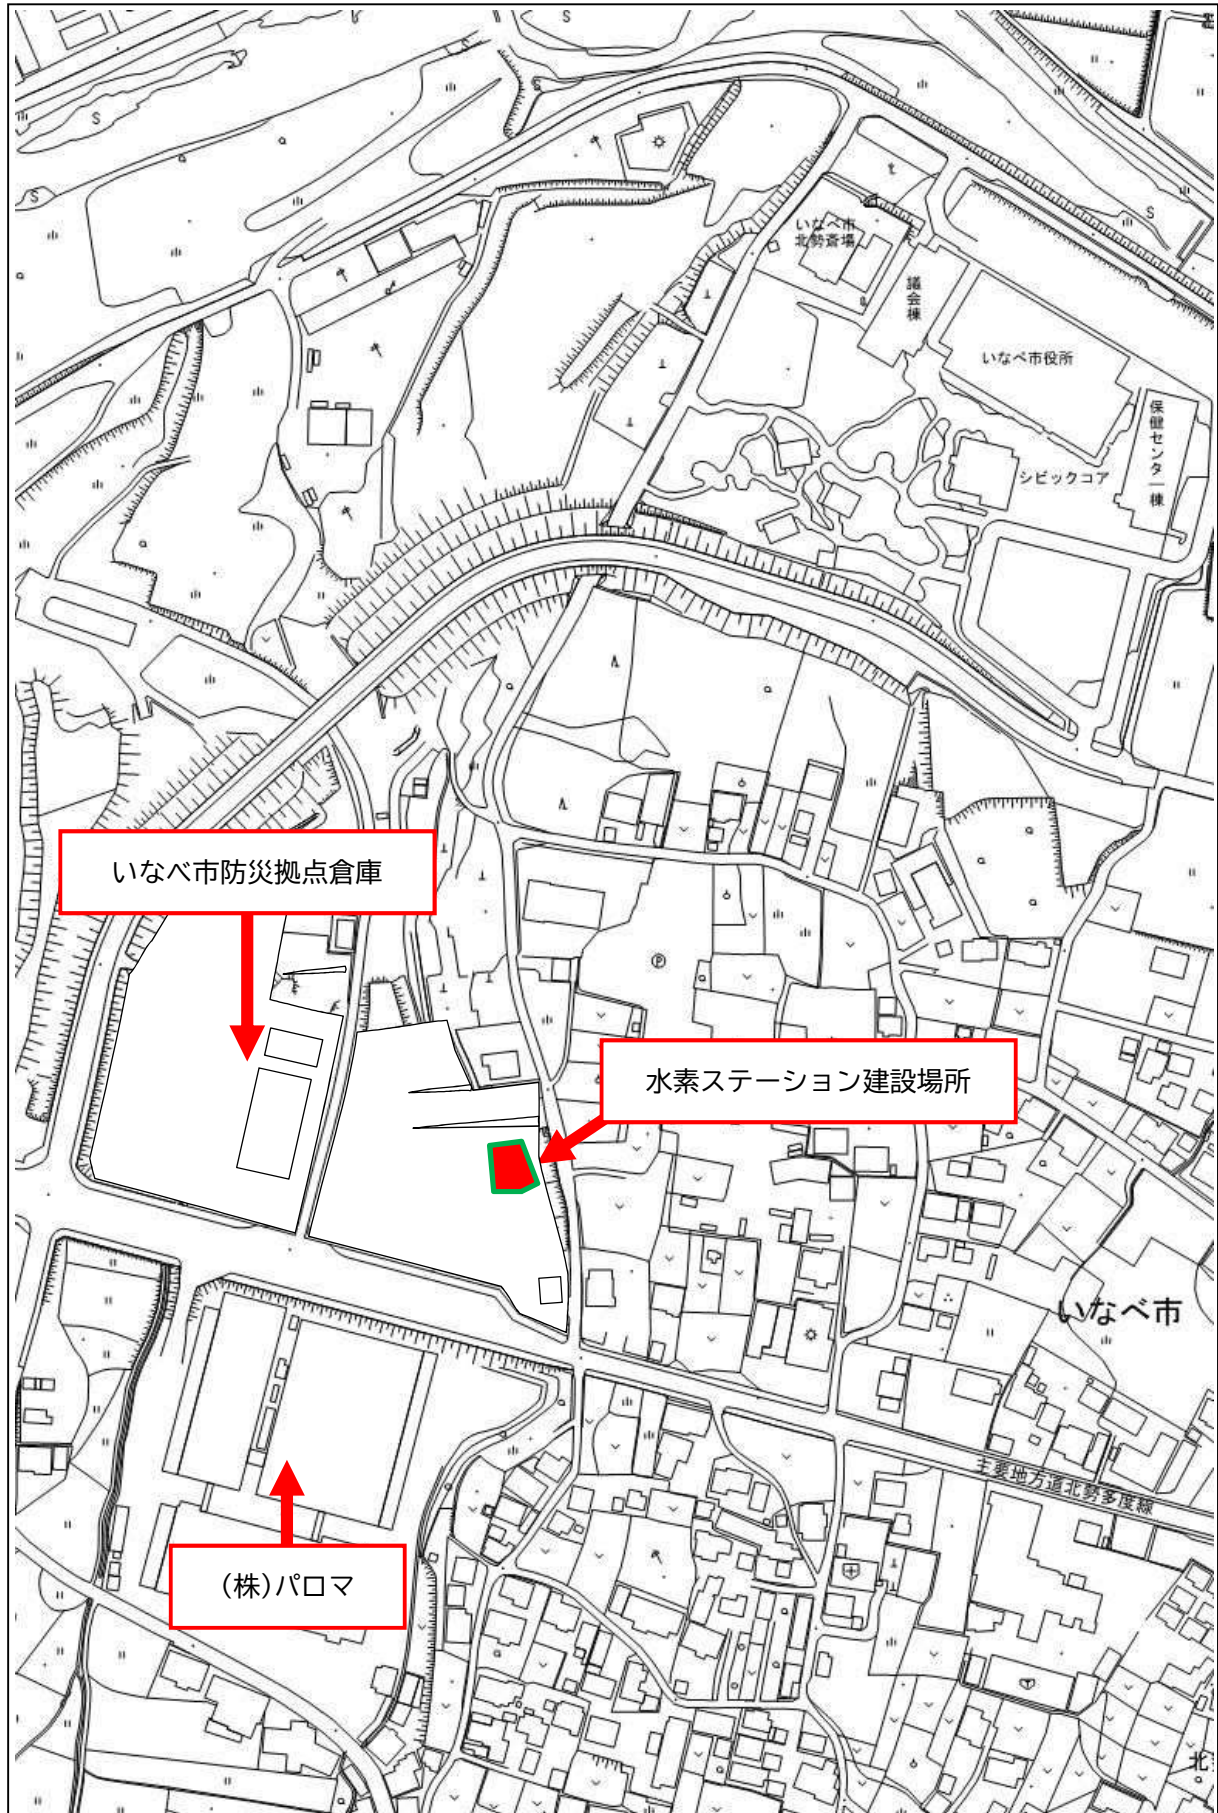 いなべ市
北勢斎場
議会棟
いなべ市役所
保健センター棟
シビックコア
いなべ市防災拠点倉庫
水素ステーション建設場所
いなべ市
主要地方道北勢多度線
(株)パロマ
北